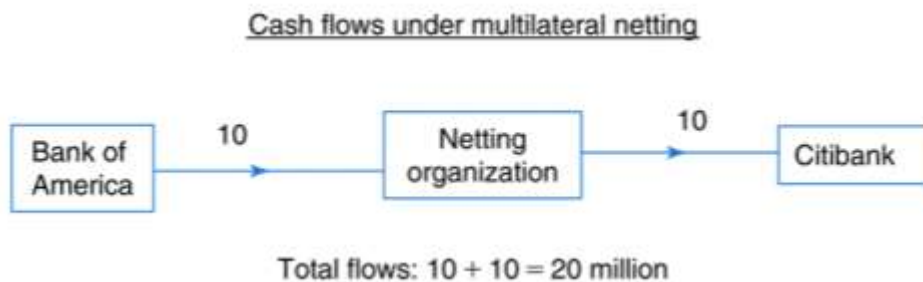 Cash flows under multilateral netting
10
10
Bank of
America
Netting
organization
Citibank
Total flows: 10 + 10 = 20 million